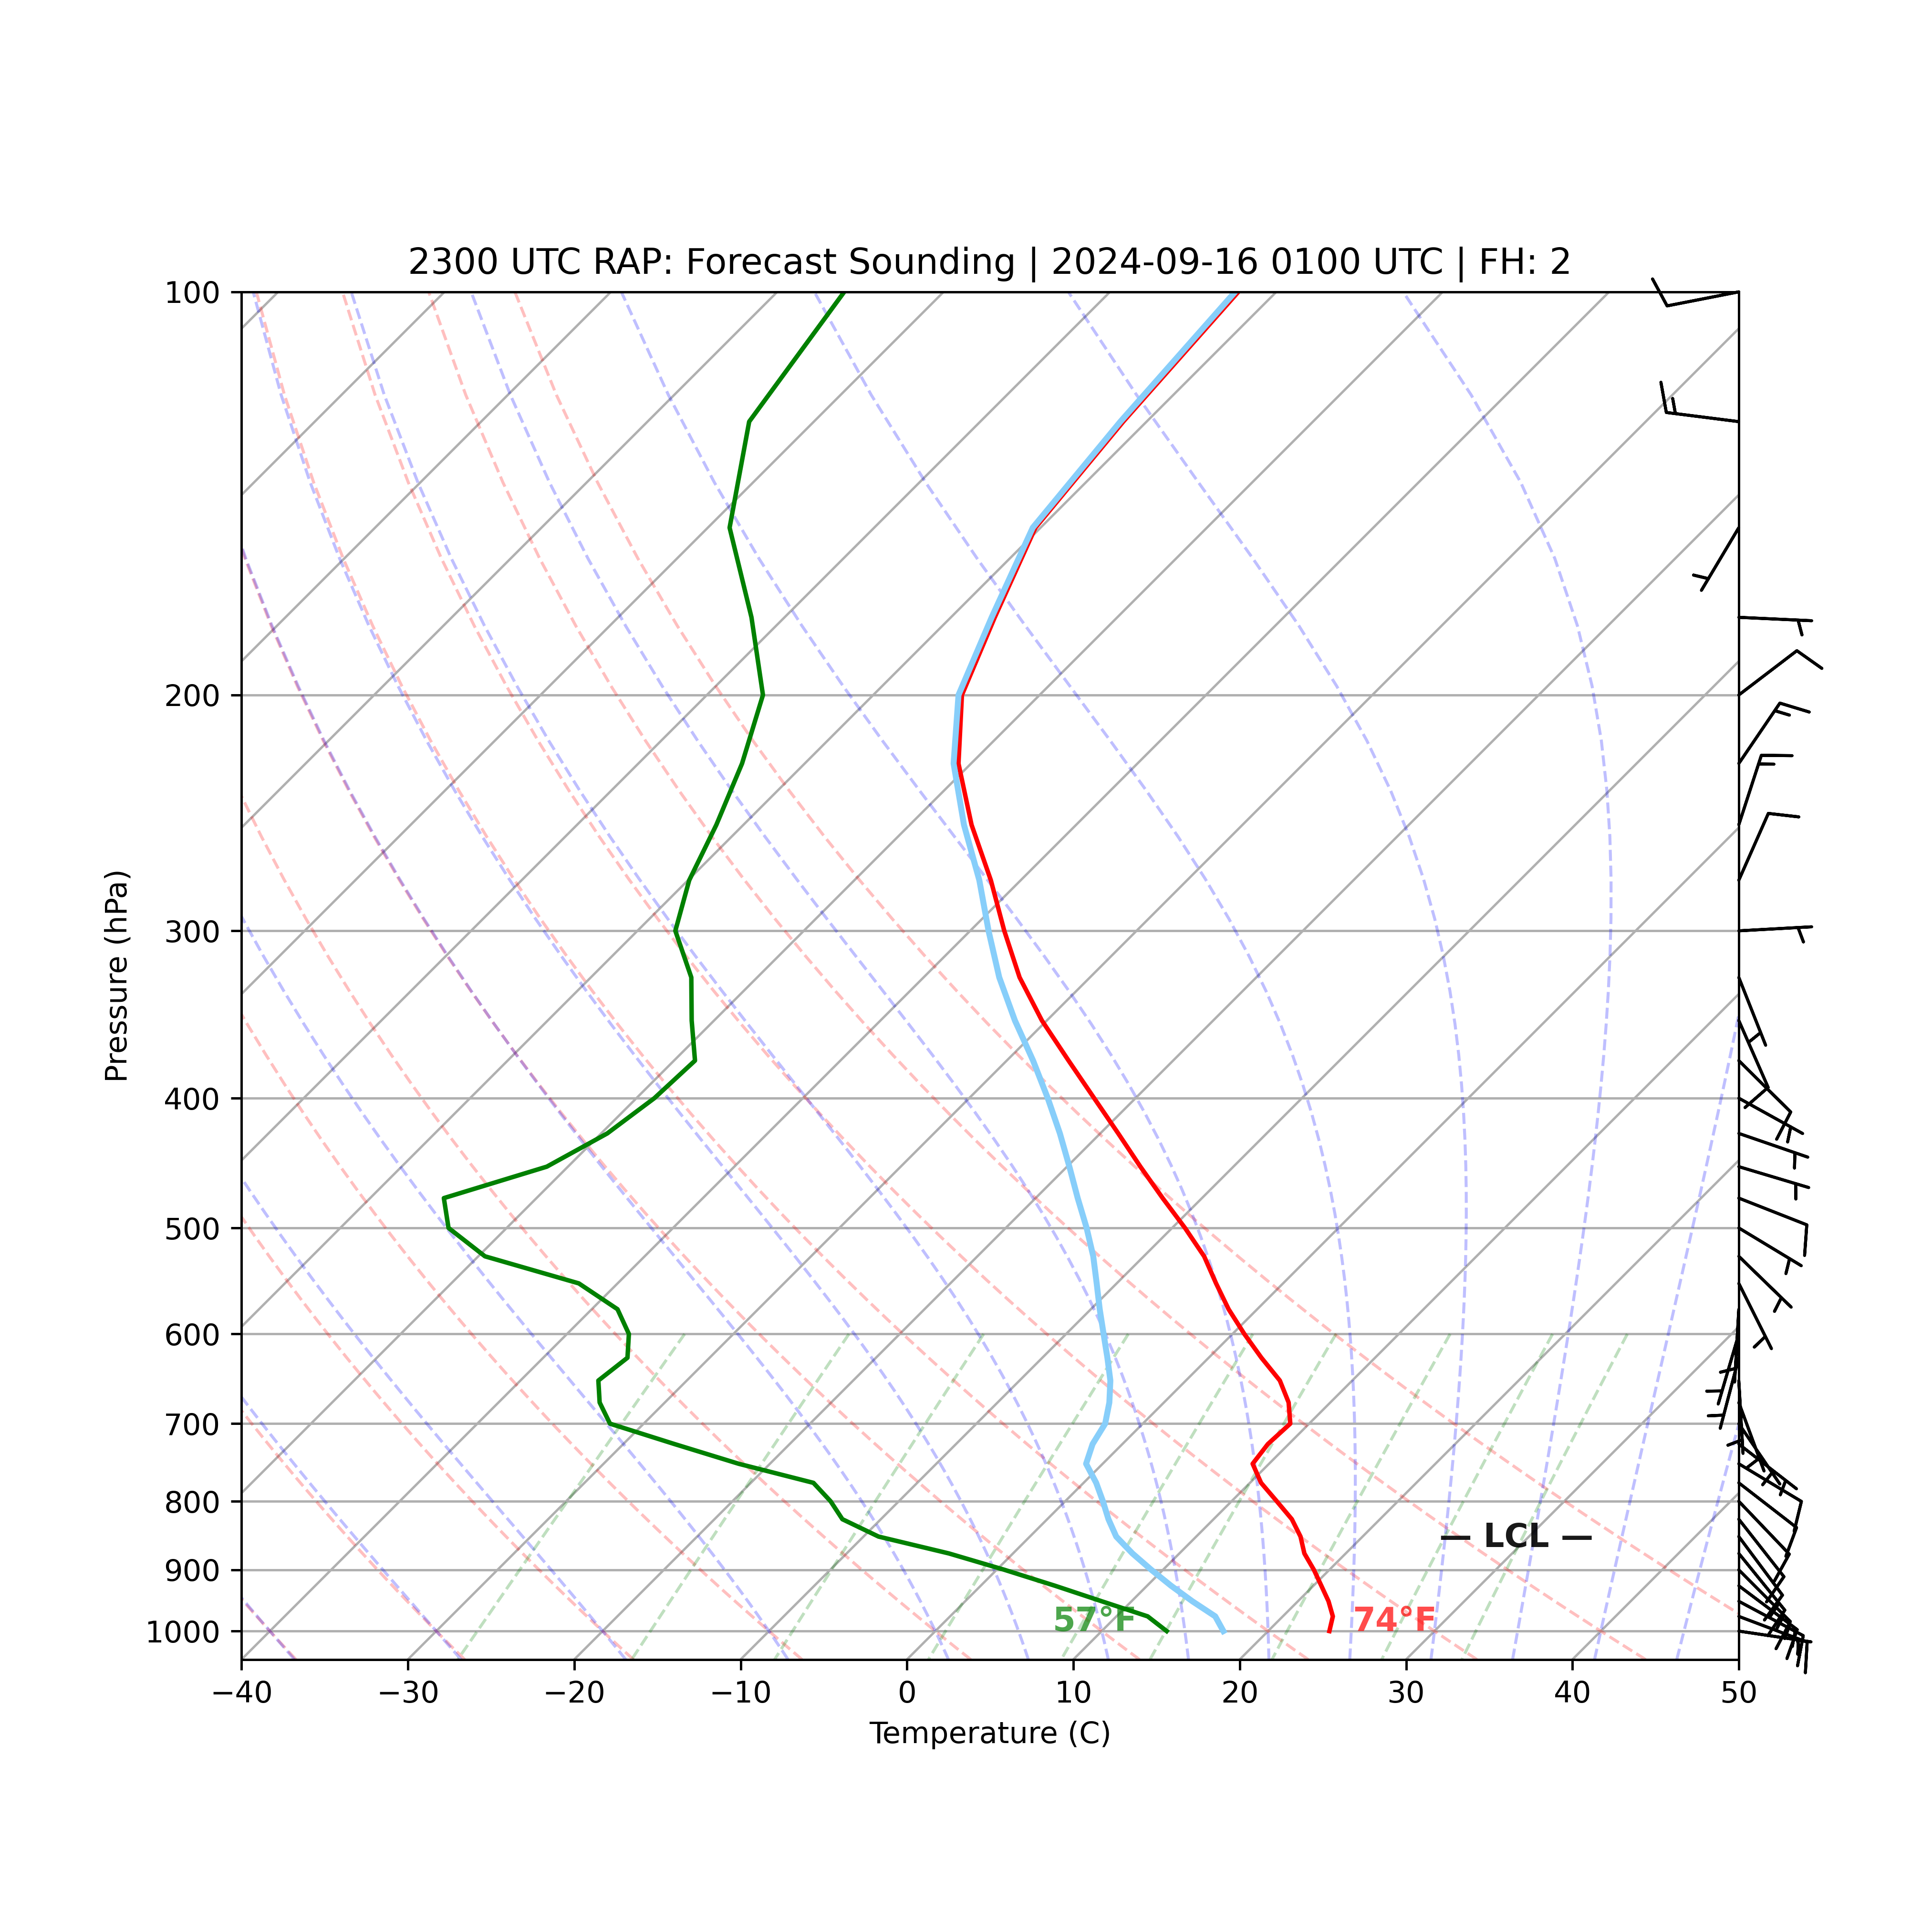 2300 UTC RAP: Forecast Sounding | 2024-09-16 0100 UTC | FH: 2
100
200
300
400
500
600
700
800
900
1000
Pressure (hPa)
— LCL —
57°F
74°F
−40 −30 −20 −10 0 10 20 30 40 50
Temperature (C)